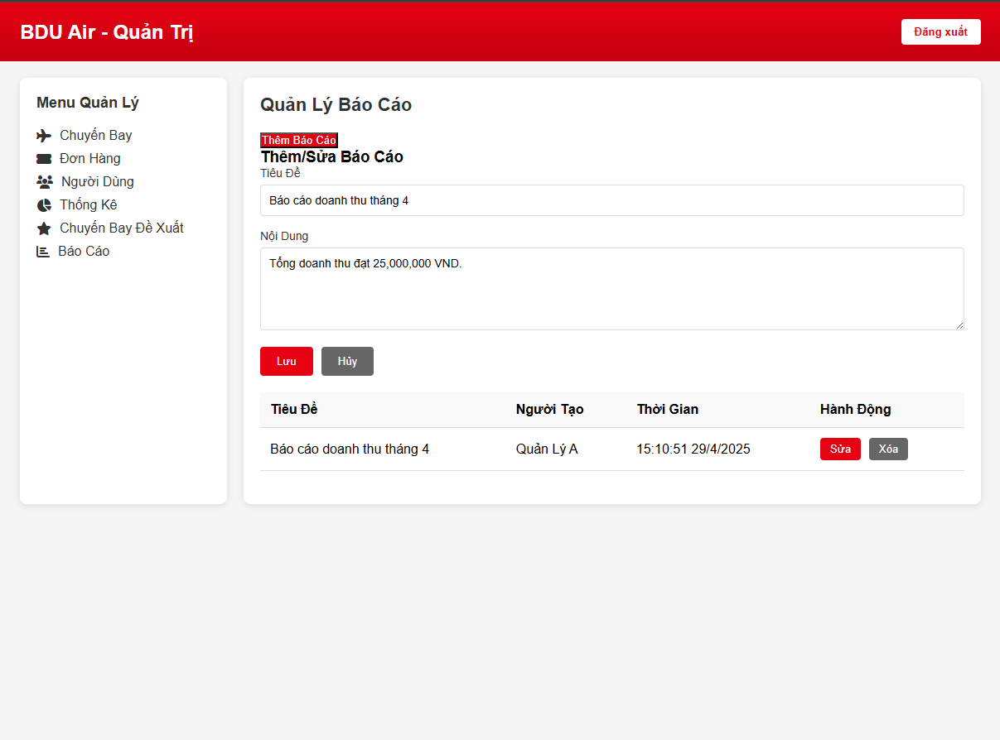 BDU Air - Quản Trị
Đăng xuất
Menu Quản Lý
Chuyến Bay
Đơn Hàng
Người Dùng
Thống Kê
Chuyến Bay Đề Xuất
Báo Cáo
Quản Lý Báo Cáo
Thêm Báo Cáo
Thêm/Sửa Báo Cáo
Tiêu Đề
Báo cáo doanh thu tháng 4
Nội Dung
Tổng doanh thu đạt 25,000,000 VND.
Lưu Hủy
Tiêu Đề Người Tạo Thời Gian Hành Động
Báo cáo doanh thu tháng 4 Quản Lý A 15:10:51 29/4/2025 Sửa Xóa